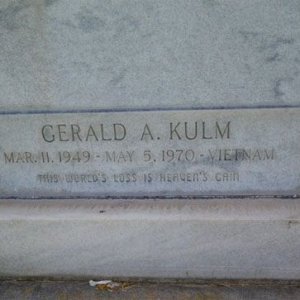 GERALD A. KULM
MAR. 11. 1949 - MAY 5, 1970 - VIETNAM
THIS WORLD'S LOSS IS HEAVEN'S GAIN